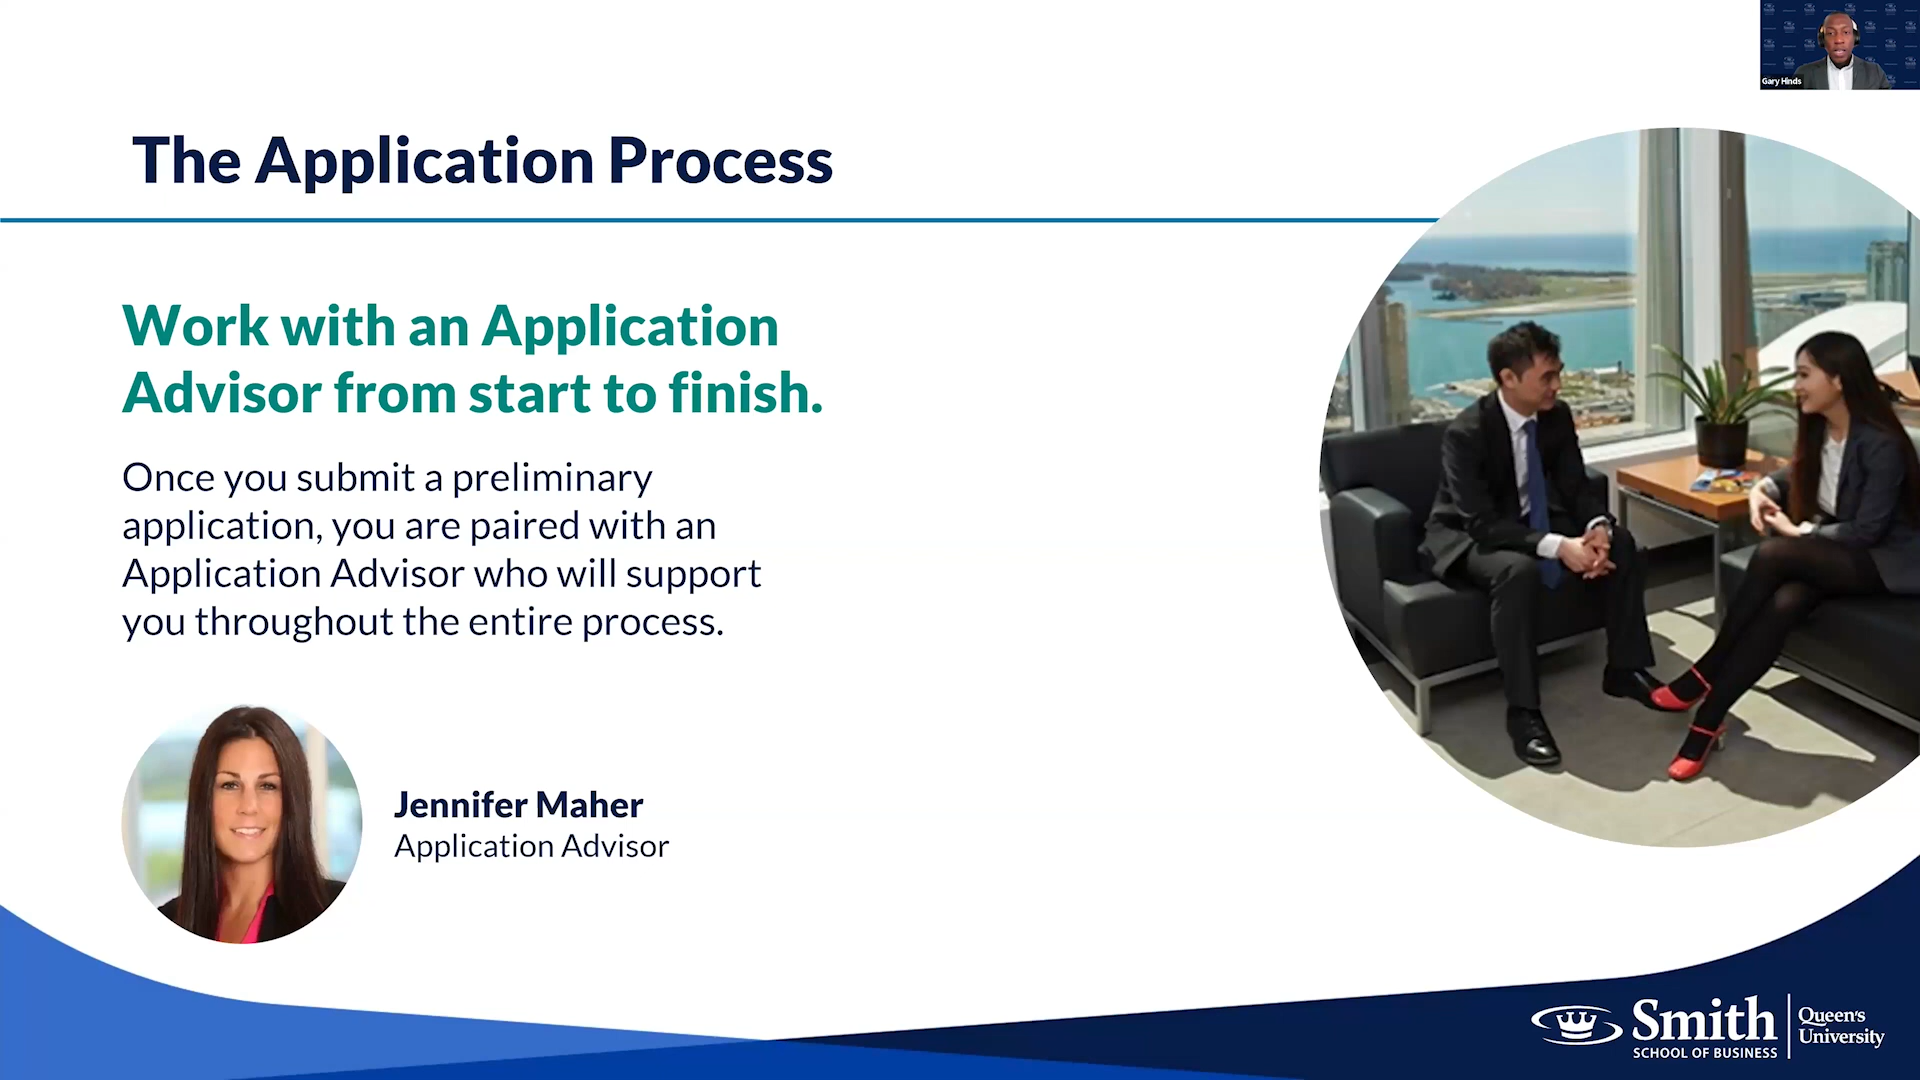 Gary Hinds
The Application Process
Work with an Application
Advisor from start to finish.
Once you submit a preliminary
application, you are paired with an
Application Advisor who will support
you throughout the entire process.
Jennifer Maher
Application Advisor
Smith
SCHOOL OF BUSINESS
Queen's
University